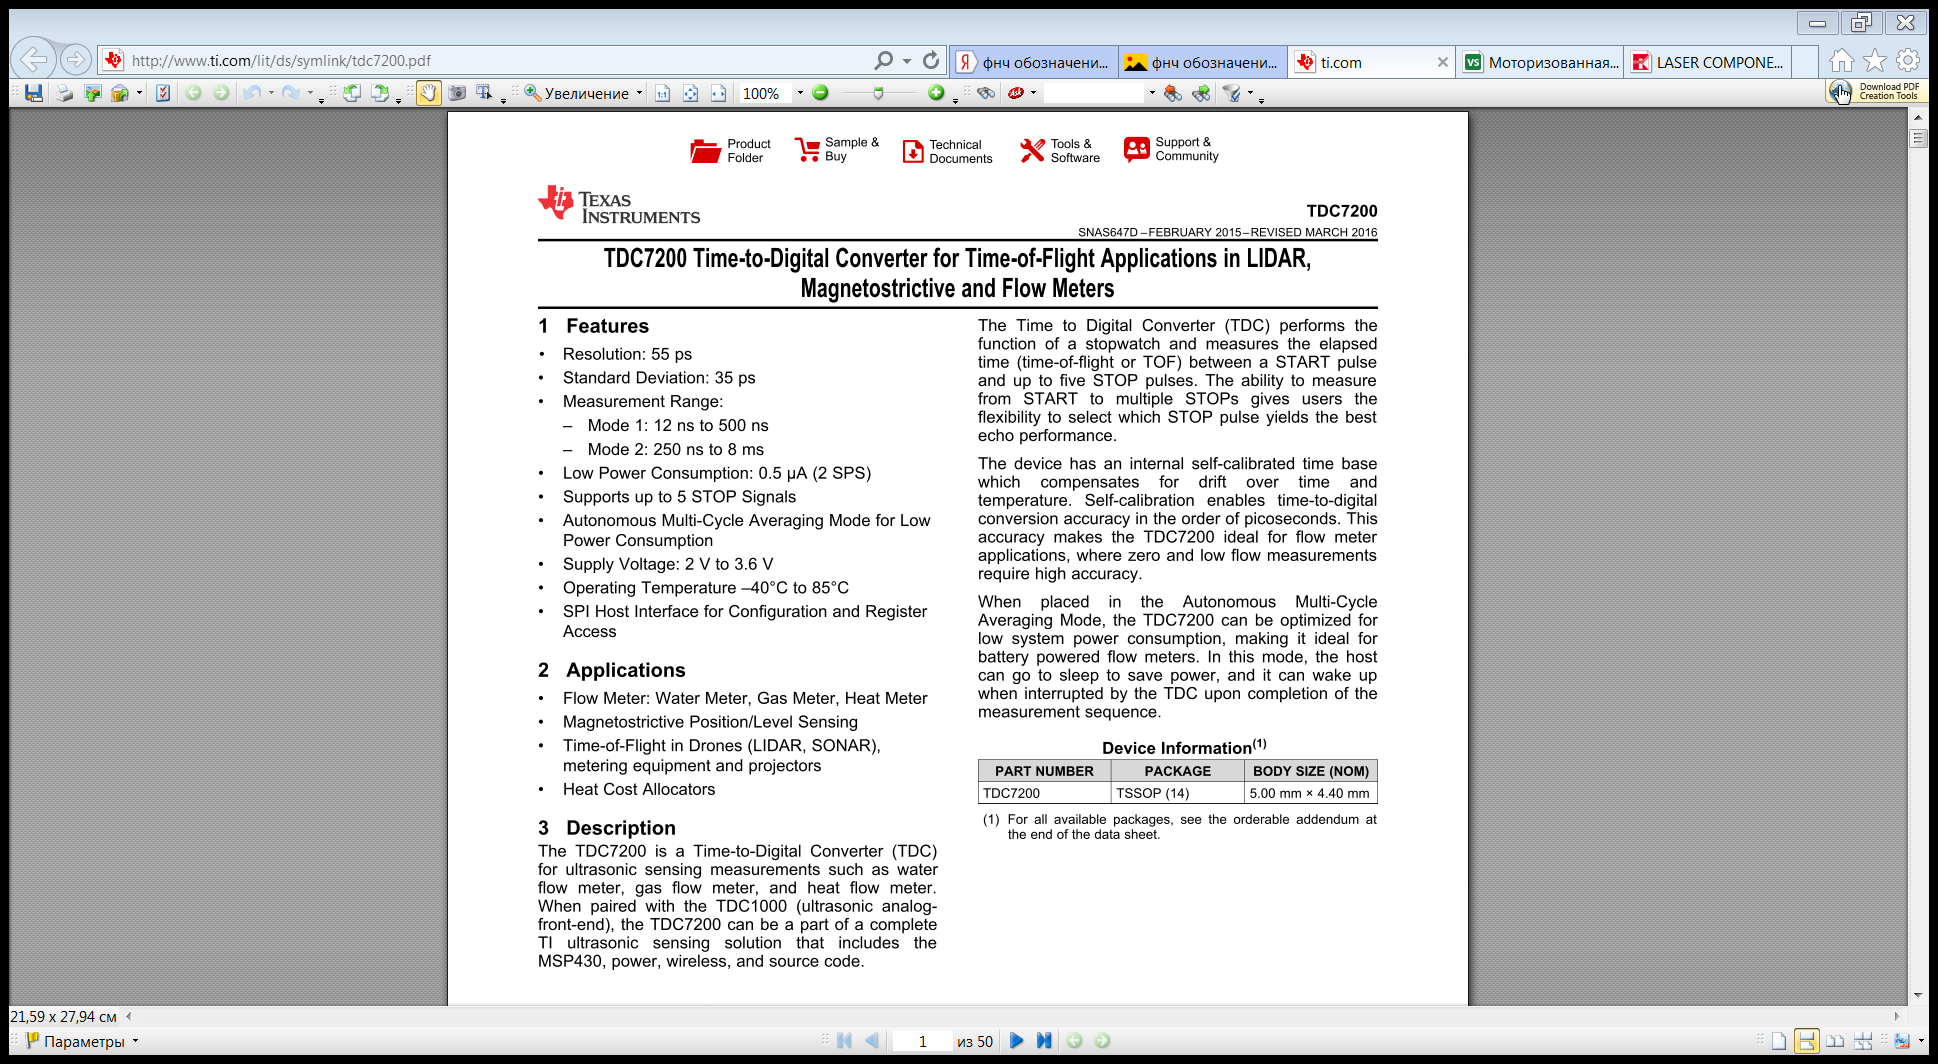 http://www.ti.com/lit/ds/symlink/tdc7200.pdf
фнч обозначени...
фнч обозначени...
ti.com
Моторизованная...
LASER COMPONE...
Увеличение
100%
Download PDF
Creation Tools
Product
Folder
Sample &
Buy
Technical
Documents
Tools &
Software
Support &
Community
TEXAS
INSTRUMENTS
TDC7200
SNAS647D – FEBRUARY 2015 – REVISED MARCH 2016
TDC7200 Time-to-Digital Converter for Time-of-Flight Applications in LIDAR,
Magnetostrictive and Flow Meters
1 Features
• Resolution: 55 ps
• Standard Deviation: 35 ps
• Measurement Range:
– Mode 1: 12 ns to 500 ns
– Mode 2: 250 ns to 8 ms
• Low Power Consumption: 0.5 µA (2 SPS)
• Supports up to 5 STOP Signals
• Autonomous Multi-Cycle Averaging Mode for Low
Power Consumption
• Supply Voltage: 2 V to 3.6 V
• Operating Temperature –40°C to 85°C
• SPI Host Interface for Configuration and Register
Access
2 Applications
• Flow Meter: Water Meter, Gas Meter, Heat Meter
• Magnetostrictive Position/Level Sensing
• Time-of-Flight in Drones (LIDAR, SONAR),
metering equipment and projectors
• Heat Cost Allocators
3 Description
The TDC7200 is a Time-to-Digital Converter (TDC)
for ultrasonic sensing measurements such as water
flow meter, gas flow meter, and heat flow meter.
When paired with the TDC1000 (ultrasonic analog-
front-end), the TDC7200 can be a part of a complete
TI ultrasonic sensing solution that includes the
MSP430, power, wireless, and source code.
The Time to Digital Converter (TDC) performs the
function of a stopwatch and measures the elapsed
time (time-of-flight or TOF) between a START pulse
and up to five STOP pulses. The ability to measure
from START to multiple STOPs gives users the
flexibility to select which STOP pulse yields the best
echo performance.
The device has an internal self-calibrated time base
which compensates for drift over time and
temperature. Self-calibration enables time-to-digital
conversion accuracy in the order of picoseconds. This
accuracy makes the TDC7200 ideal for flow meter
applications, where zero and low flow measurements
require high accuracy.
When placed in the Autonomous Multi-Cycle
Averaging Mode, the TDC7200 can be optimized for
low system power consumption, making it ideal for
battery powered flow meters. In this mode, the host
can go to sleep to save power, and it can wake up
when interrupted by the TDC upon completion of the
measurement sequence.
Device Information(1)
PART NUMBER PACKAGE BODY SIZE (NOM)
TDC7200 TSSOP (14) 5.00 mm × 4.40 mm
(1) For all available packages, see the orderable addendum at
the end of the data sheet.
21,59 x 27,94 см
Параметры
1 из 50